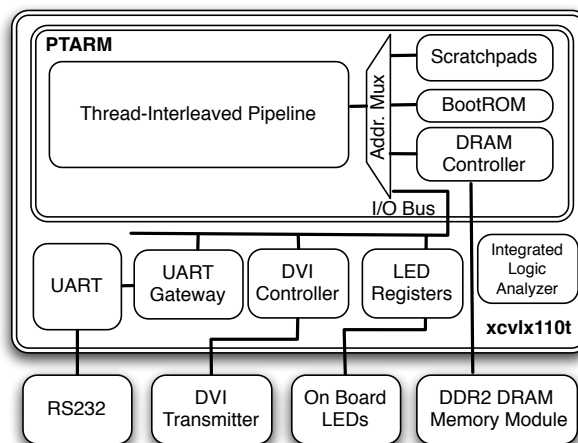 PTARM
Thread-Interleaved Pipeline
Addr. Mux
Scratchpads
BootROM
DRAM
Controller
I/O Bus
UART
UART
Gateway
DVI
Controller
LED
Registers
Integrated
Logic
Analyzer
xcvlx110t
RS232
DVI
Transmitter
On Board
LEDs
DDR2 DRAM
Memory Module